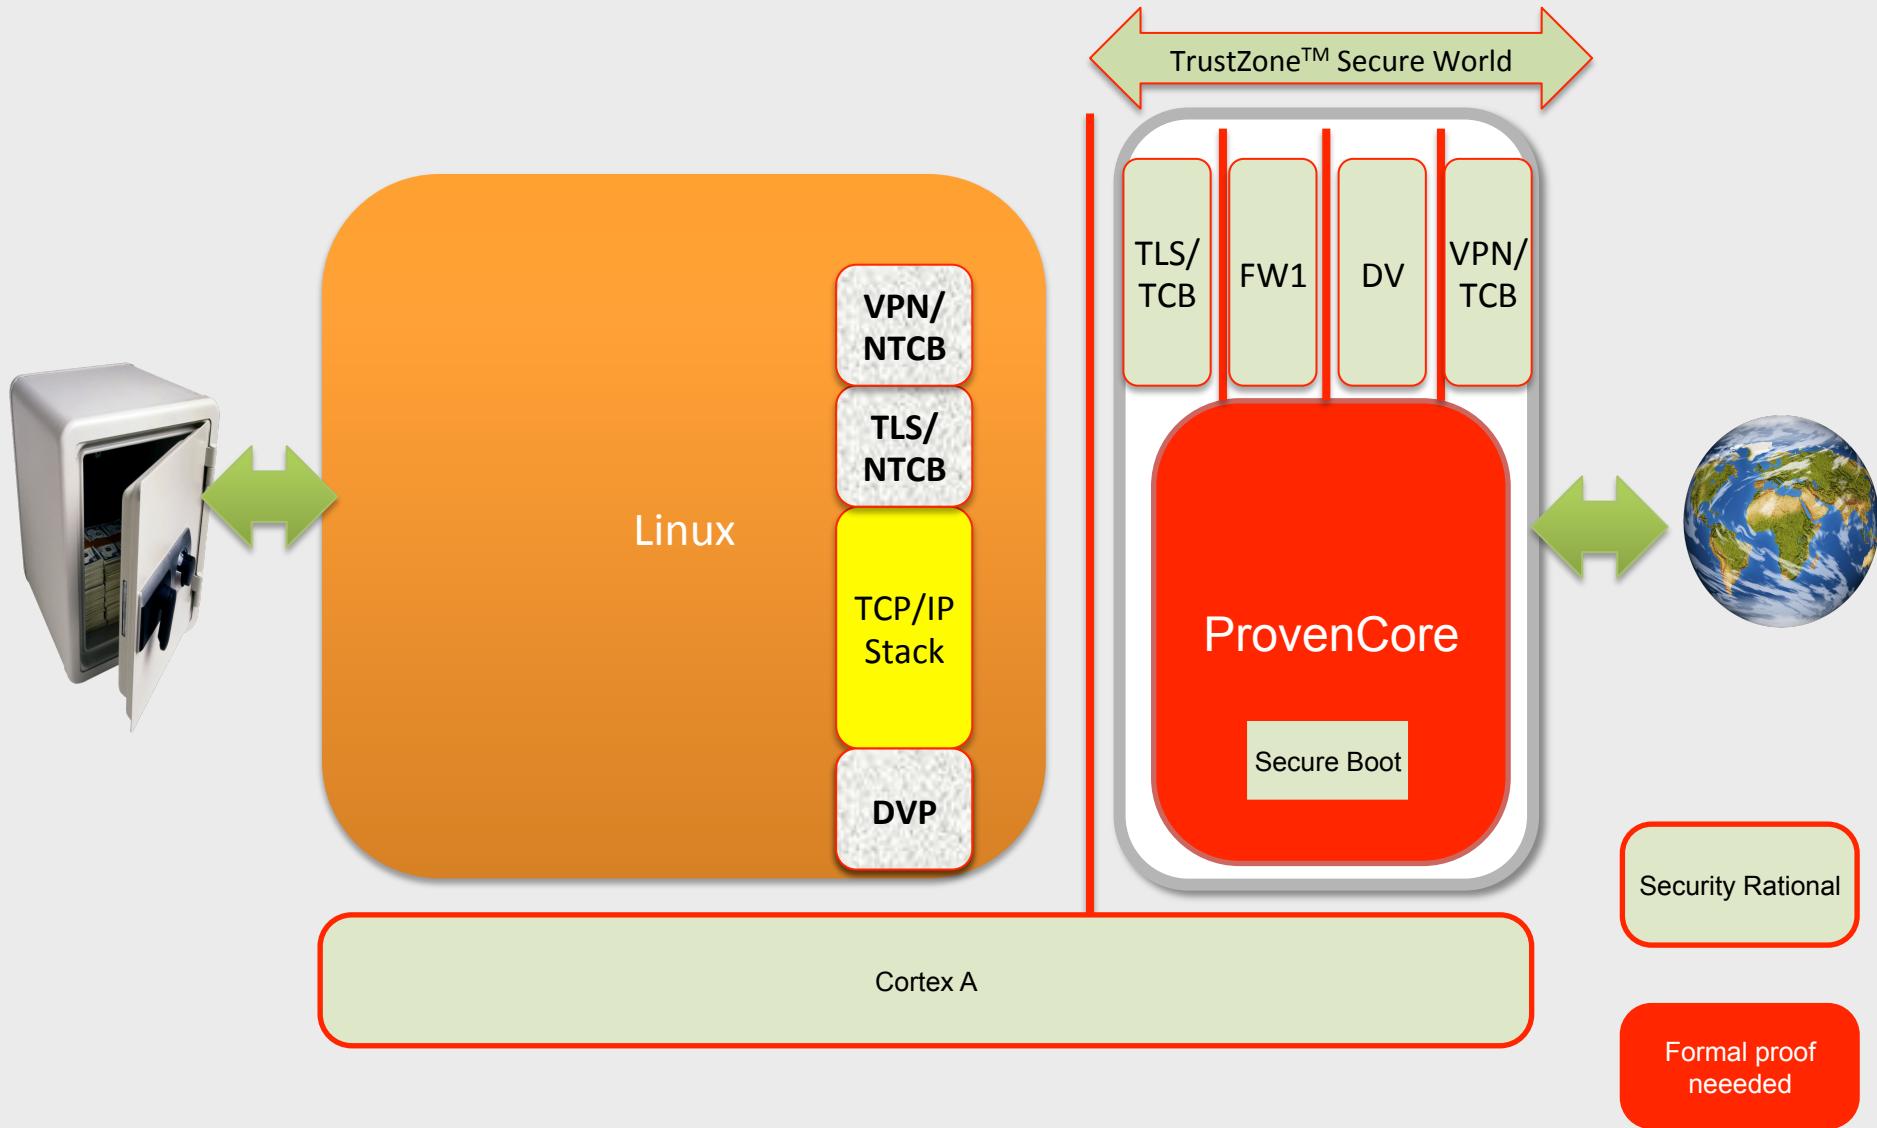 TrustZone™ Secure World
TLS/
TCB
FW1
DV
VPN/
TCB
VPN/
NTCB
TLS/
NTCB
Linux
TCP/IP
Stack
DVP
ProvenCore
Secure Boot
Security Rational
Cortex A
Formal proof
neeeded